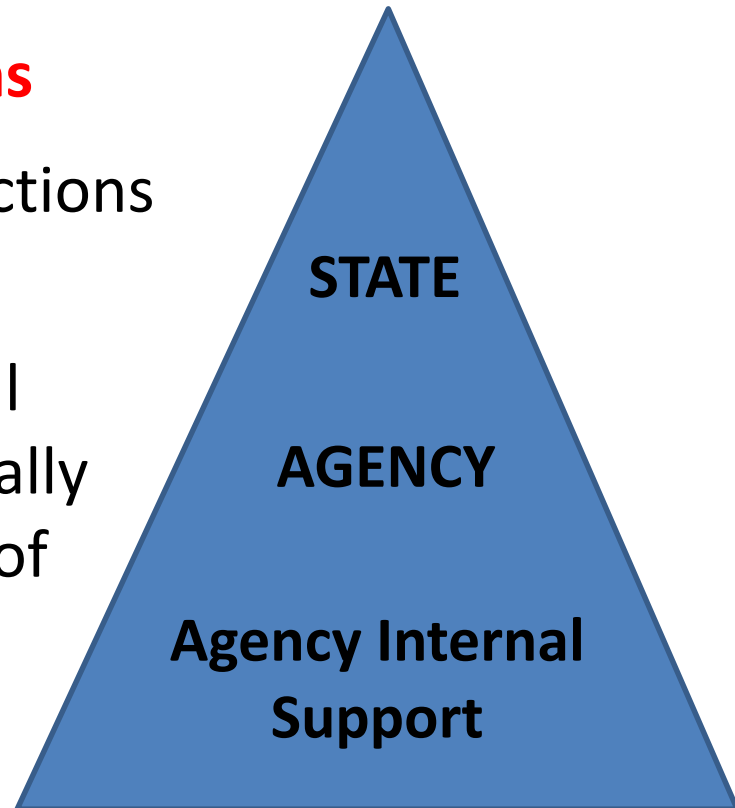 ns
ctions
STATE
l
AGENCY
ally
of
Agency Internal
Support